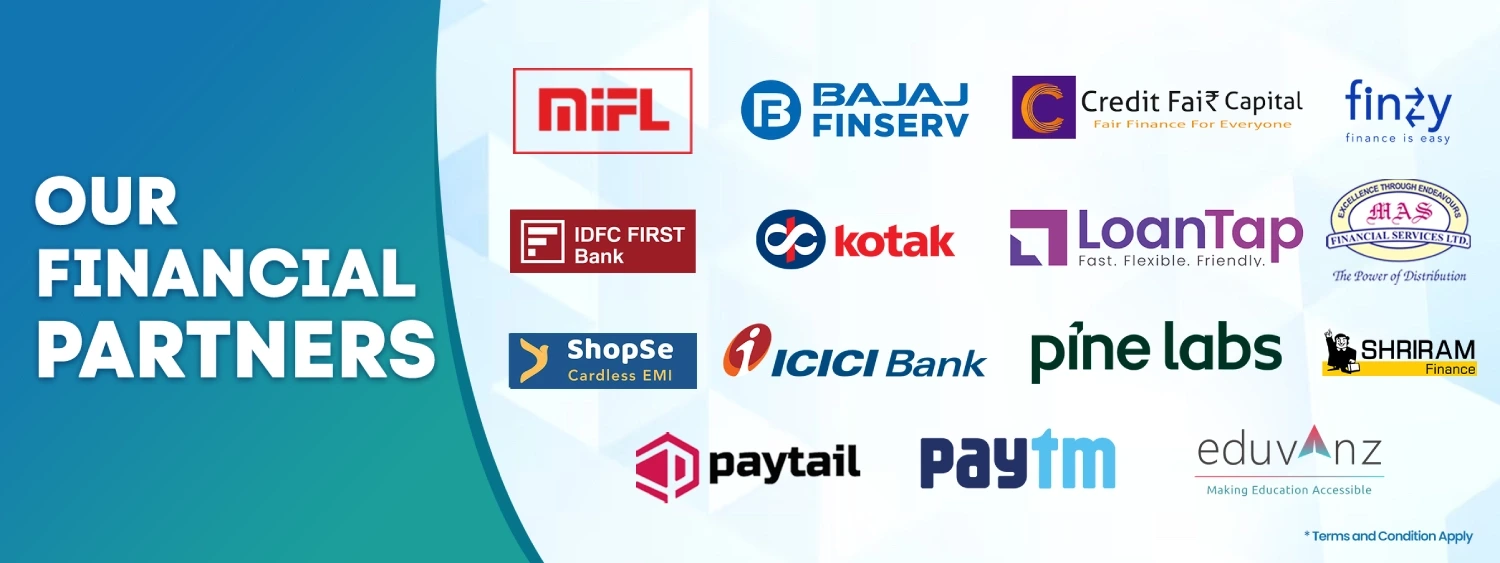 OUR
FINANCIAL
PARTNERS
MiFL
BAJAJ
FINSERV
Credit Fai₹ Capital
Fair Finance For Everyone
finzy
finance is easy
IDFC FIRST
Bank
kotak
LoanTap
Fast. Flexible. Friendly.
EXCELLENCE THROUGH ENDEAVOURS
MAS
FINANCIAL SERVICES LTD.
The Power of Distribution
ShopSe
Cardless EMI
ICICI Bank
pine labs
SHRIRAM
Finance
paytail
paytm
eduvanz
Making Education Accessible
* Terms and Condition Apply